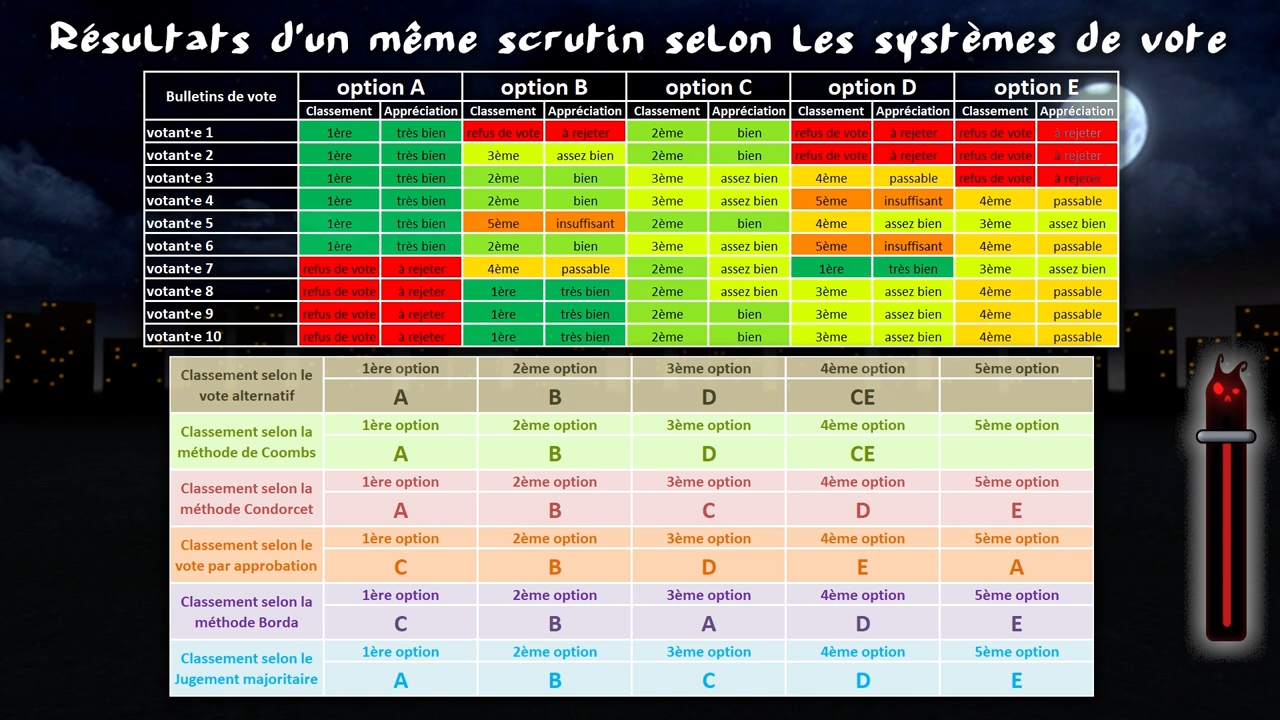 Résultats d'un même scrutin selon les systèmes de vote
Bulletins de vote option A option B option C option D option E
Classement Appréciation Classement Appréciation Classement Appréciation Classement Appréciation Classement Appréciation
votant·e 1 1ère très bien refus de vote à rejeter 2ème bien refus de vote à rejeter refus de vote à rejeter
votant·e 2 1ère très bien 3ème assez bien 2ème bien refus de vote à rejeter refus de vote à rejeter
votant·e 3 1ère très bien 2ème bien 3ème assez bien 4ème passable refus de vote à rejeter
votant·e 4 1ère très bien 2ème bien 3ème assez bien 5ème insuffisant 4ème passable
votant·e 5 1ère très bien 5ème insuffisant 2ème bien 4ème assez bien 3ème assez bien
votant·e 6 1ère très bien 2ème bien 3ème assez bien 5ème insuffisant 4ème passable
votant·e 7 refus de vote à rejeter 4ème passable 2ème assez bien 1ère très bien 3ème assez bien
votant·e 8 refus de vote à rejeter 1ère très bien 2ème assez bien 3ème assez bien 4ème passable
votant·e 9 refus de vote à rejeter 1ère très bien 2ème bien 3ème assez bien 4ème passable
votant·e 10 refus de vote à rejeter 1ère très bien 2ème bien 3ème assez bien 4ème passable
Classement selon le vote alternatif 1ère option 2ème option 3ème option 4ème option 5ème option
A B D CE
Classement selon la méthode de Coombs 1ère option 2ème option 3ème option 4ème option 5ème option
A B D CE
Classement selon la méthode Condorcet 1ère option 2ème option 3ème option 4ème option 5ème option
A B C D E
Classement selon le vote par approbation 1ère option 2ème option 3ème option 4ème option 5ème option
C B D E A
Classement selon la méthode Borda 1ère option 2ème option 3ème option 4ème option 5ème option
C B A D E
Classement selon le Jugement majoritaire 1ère option 2ème option 3ème option 4ème option 5ème option
A B C D E